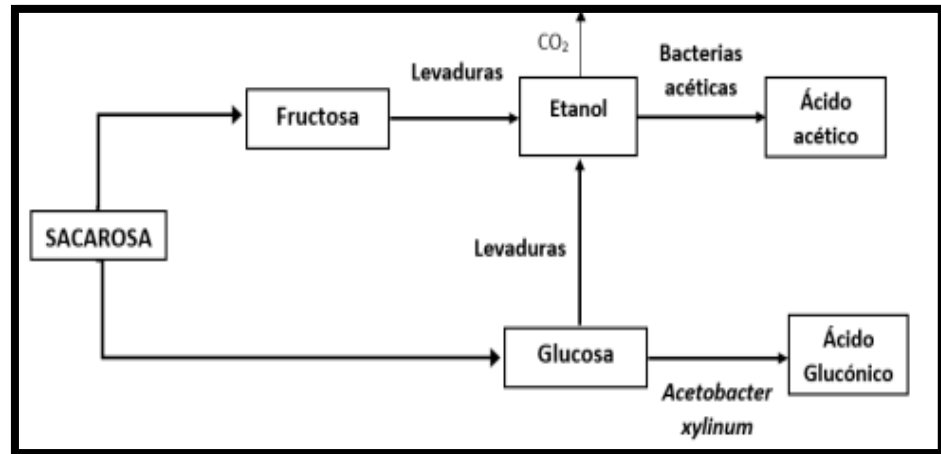 CO₂
Levaduras
Bacterias
acéticas
Fructosa
Etanol
Ácido
acético
SACAROSA
Levaduras
Glucosa
Ácido
Glucónico
Acetobacter
xylinum